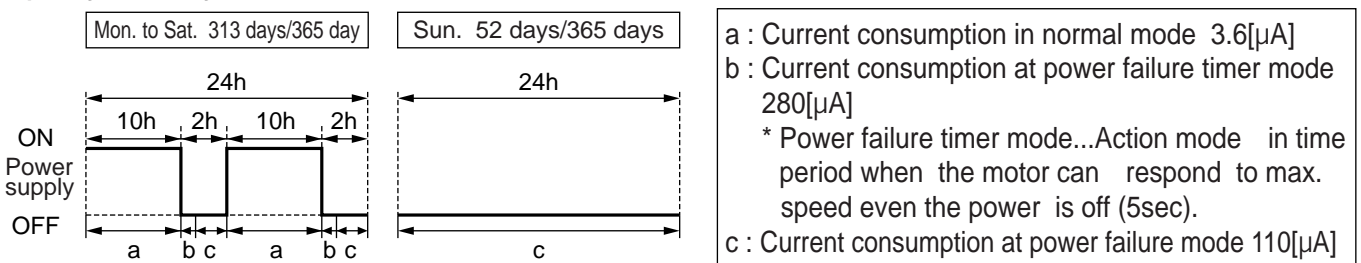 Mon. to Sat. 313 days/365 day
Sun. 52 days/365 days
24h
24h
10h 2h 10h 2h
ON
Power
supply
OFF
a b c a b c
c
a : Current consumption in normal mode 3.6[µA]
b : Current consumption at power failure timer mode
280[µA]
* Power failure timer mode...Action mode in time
period when the motor can respond to max.
speed even the power is off (5sec).
c : Current consumption at power failure mode 110[µA]